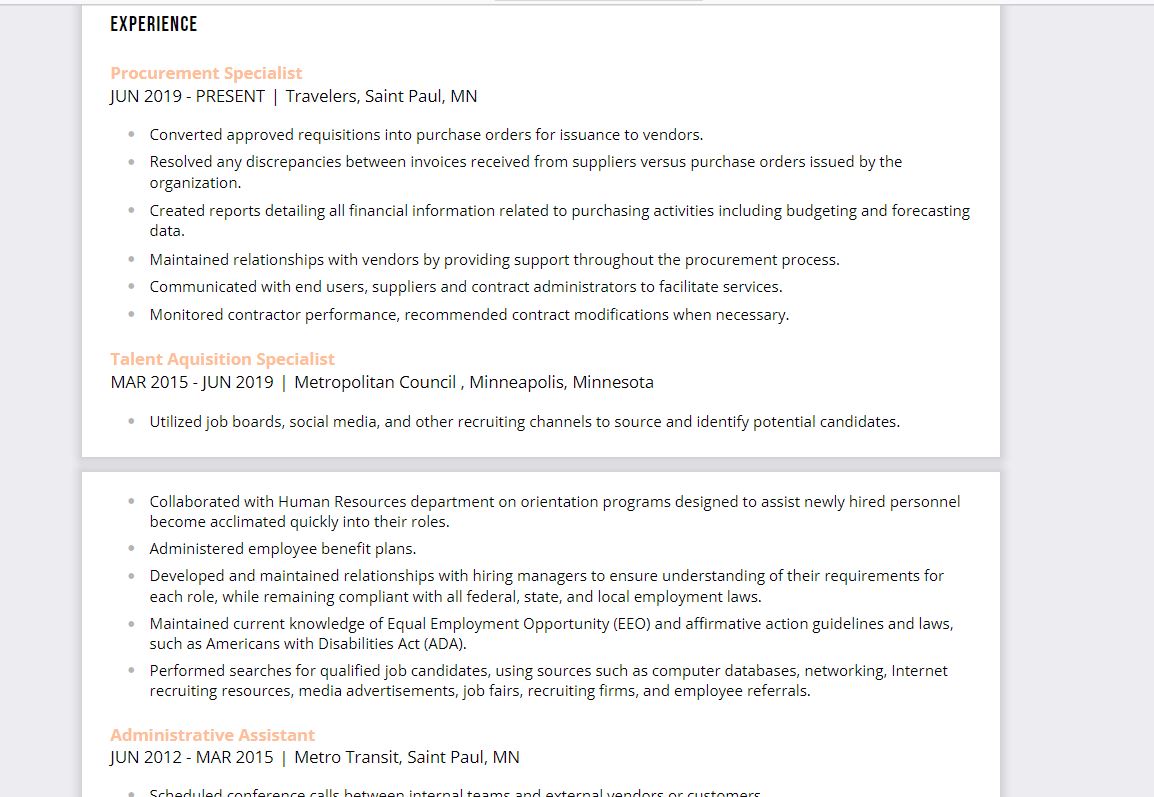 EXPERIENCE
Procurement Specialist
JUN 2019 - PRESENT | Travelers, Saint Paul, MN
• Converted approved requisitions into purchase orders for issuance to vendors.
• Resolved any discrepancies between invoices received from suppliers versus purchase orders issued by the
organization.
• Created reports detailing all financial information related to purchasing activities including budgeting and forecasting
data.
• Maintained relationships with vendors by providing support throughout the procurement process.
• Communicated with end users, suppliers and contract administrators to facilitate services.
• Monitored contractor performance, recommended contract modifications when necessary.
Talent Aquisition Specialist
MAR 2015 - JUN 2019 | Metropolitan Council , Minneapolis, Minnesota
• Utilized job boards, social media, and other recruiting channels to source and identify potential candidates.
• Collaborated with Human Resources department on orientation programs designed to assist newly hired personnel
become acclimated quickly into their roles.
• Administered employee benefit plans.
• Developed and maintained relationships with hiring managers to ensure understanding of their requirements for
each role, while remaining compliant with all federal, state, and local employment laws.
• Maintained current knowledge of Equal Employment Opportunity (EEO) and affirmative action guidelines and laws,
such as Americans with Disabilities Act (ADA).
• Performed searches for qualified job candidates, using sources such as computer databases, networking, Internet
recruiting resources, media advertisements, job fairs, recruiting firms, and employee referrals.
Administrative Assistant
JUN 2012 - MAR 2015 | Metro Transit, Saint Paul, MN
• Scheduled conference calls between internal teams and external vendors or customers.